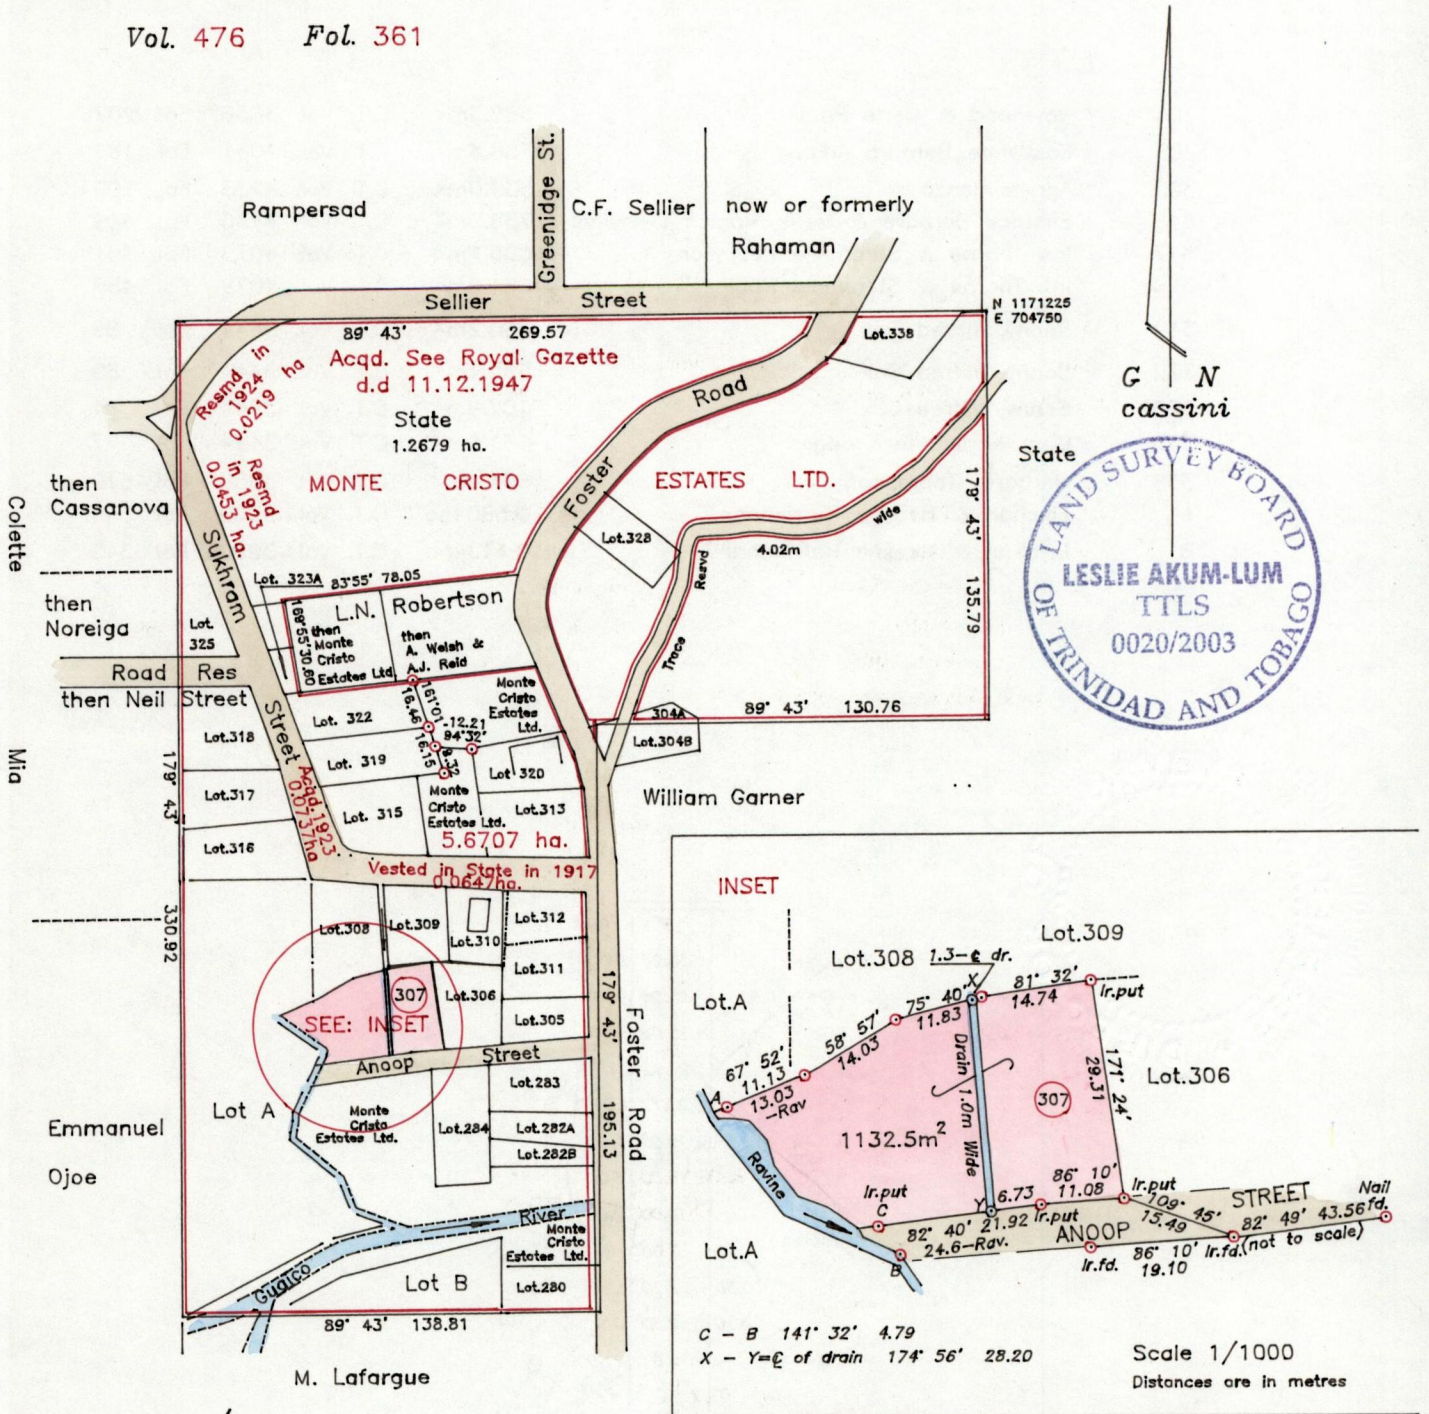 Vol. 476 Fol. 361
Rampersad
Greenidge St.
C.F. Sellier
now or formerly
Rahaman
Sellier Street
N 1171225
E 704750
89° 43' 269.57
Acqd. See Royal Gazette
d.d 11.12.1947
State
1.2679 ha.
Resmd in
1924
0.0219 ha
Resmd
in 1923
0.0453 ha.
Lot.338
Foster Road
G N
cassini
State
MONTE CRISTO ESTATES LTD.
then
Cassanova
Colette
Mia
then
Noreiga
Sukhram
Street
Lot.328
Trace Resve 4.02m wide
179° 43' 135.79
LAND SURVEY BOARD
OF TRINIDAD AND TOBAGO
LESLIE AKUM-LUM
TTLS
0020/2003
Lot. 323A
83°55' 78.05
L.N. Robertson
169°55' 30.60
then
Monte
Cristo
Estates Ltd
then
A. Welsh &
A.J. Reid
Lot
325
Road Res
then Neil Street
Monte
Cristo
Estates
Ltd.
161°01'
16.46
12.21
94°32'
16.15
9.32
Lot. 322
Lot.318
Lot. 319
Lot 320
304A
Lot.304B
89° 43' 130.76
179° 43'
330.92
Lot.317
Lot.316
Acqd.1923
0.0737ha
Lot. 315
Monte
Cristo
Estates Ltd.
Lot.313
William Garner
5.6707 ha.
Vested in State in 1917
0.0647ha.
Lot.308
Lot.309
Lot.310
Lot.312
Lot.311
307
Lot.306
Lot.305
SEE: INSET
Anoop Street
179° 43' 195.13
Foster Road
Lot A
Monte
Cristo
Estates Ltd.
Lot.283
Lot.284
Lot.282A
Lot.282B
Emmanuel
Ojoe
Guaico River
Monte
Cristo
Estates Ltd.
Lot B
Lot.280
89° 43' 138.81
M. Lafargue
INSET
Lot.309
Lot.308
1.3-℄ dr.
Lot.A
75° 40'
11.83
X
81° 32'
14.74
Ir.put
58° 57'
14.03
67° 52'
11.13
13.03
-Rav
A
Drain 1.0m Wide
171° 24'
29.31
Lot.306
307
1132.5m²
Ravine
Ir.put
C
Y
6.73
86° 10'
11.08
Ir.put
Ir.put
109° 45'
15.49
STREET
Nail
fd.
82° 40' 21.92
24.6-Rav.
ANOOP
82° 49' 43.56
Ir.fd.
(not to scale)
Lot.A
B
Ir.fd.
86° 10'
19.10
C - B 141° 32' 4.79
X - Y=℄ of drain 174° 56' 28.20
Scale 1/1000
Distances are in metres